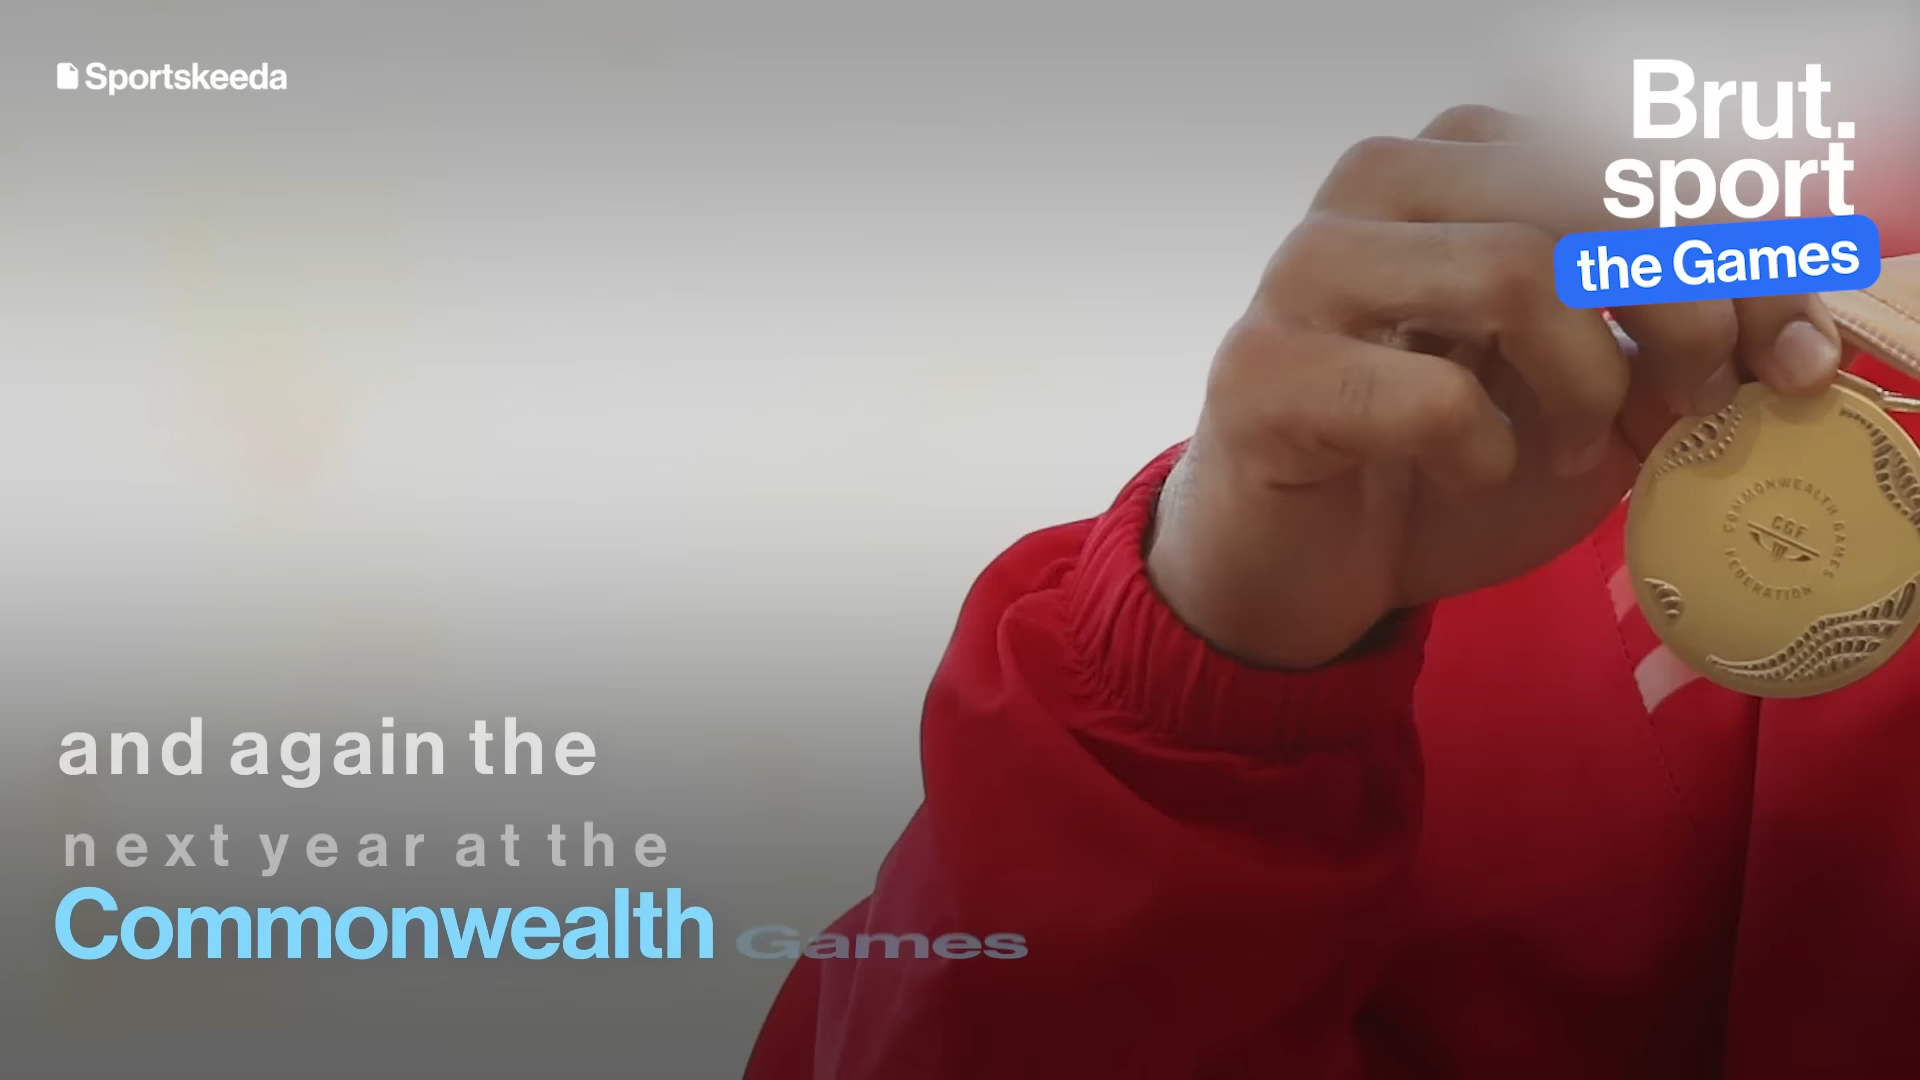 Sportskeeda
Brut.
sport
the Games
COMMONWEALTH GAMES
CGF
FEDERATION
and again the
next year at the
Commonwealth Games